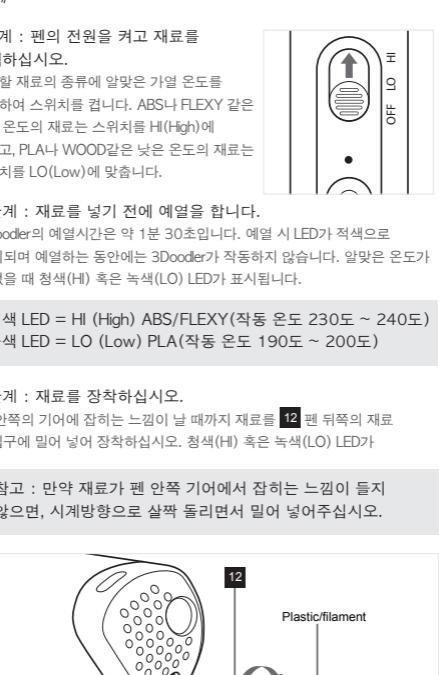 계 : 펜의 전원을 켜고 재료를
하십시오.
할 재료의 종류에 알맞은 가열 온도를
하여 스위치를 켭니다. ABS나 FLEXY 같은
온도의 재료는 스위치를 HI(High)에
고, PLA나 WOOD같은 낮은 온도의 재료는
치를 LO(Low)에 맞춥니다.
HI
LO
OFF
계 : 재료를 넣기 전에 예열을 합니다.
oodler의 예열시간은 약 1분 30초입니다. 예열 시 LED가 적색으로
되며 예열하는 동안에는 3Doodler가 작동하지 않습니다. 알맞은 온도가
을 때 청색(HI) 혹은 녹색(LO) LED가 표시됩니다.
색 LED = HI (High) ABS/FLEXY(작동 온도 230도 ~ 240도)
색 LED = LO (Low) PLA(작동 온도 190도 ~ 200도)
계 : 재료를 장착하십시오.
안쪽의 기어에 잡히는 느낌이 날 때까지 재료를 12 펜 뒤쪽의 재료
구에 밀어 넣어 장착하십시오. 청색(HI) 혹은 녹색(LO) LED가
참고 : 만약 재료가 펜 안쪽 기어에서 잡히는 느낌이 들지
않으면, 시계방향으로 살짝 돌리면서 밀어 넣어주십시오.
12
Plastic/filament